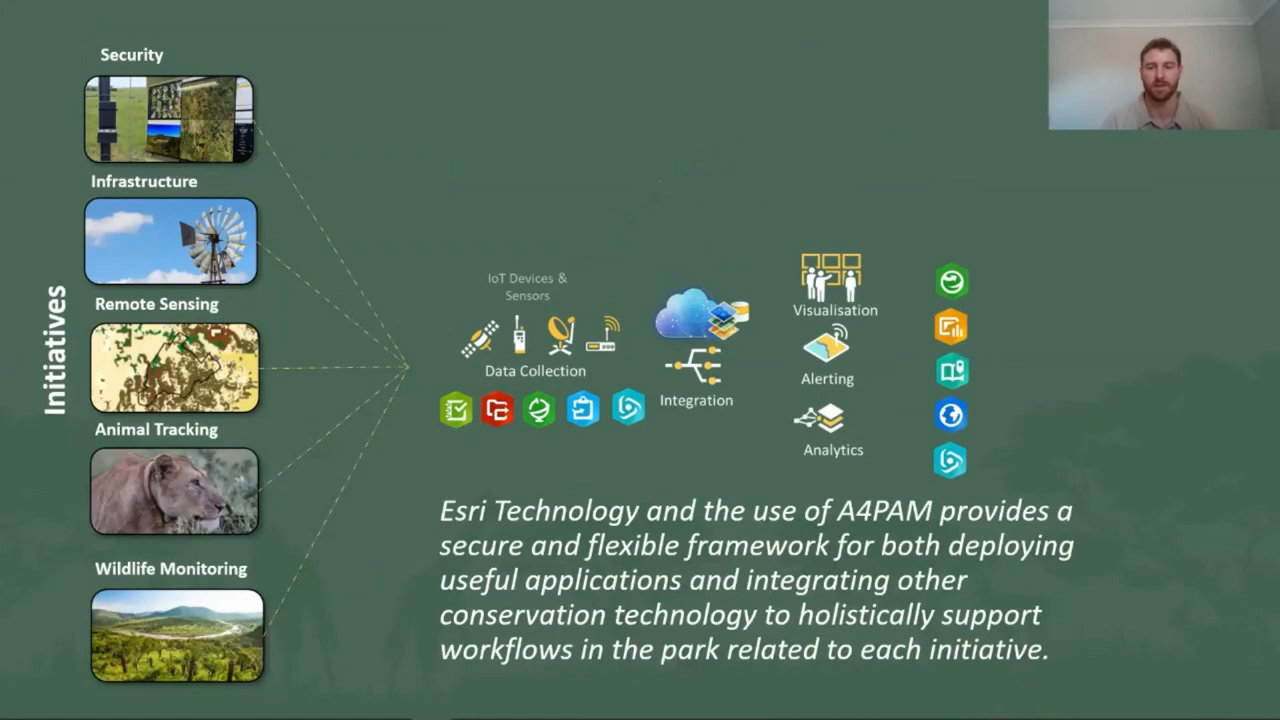 Initiatives
Security
Infrastructure
Remote Sensing
Animal Tracking
Wildlife Monitoring
IoT Devices &
Sensors
Data Collection
Integration
Visualisation
Alerting
Analytics
Esri Technology and the use of A4PAM provides a
secure and flexible framework for both deploying
useful applications and integrating other
conservation technology to holistically support
workflows in the park related to each initiative.